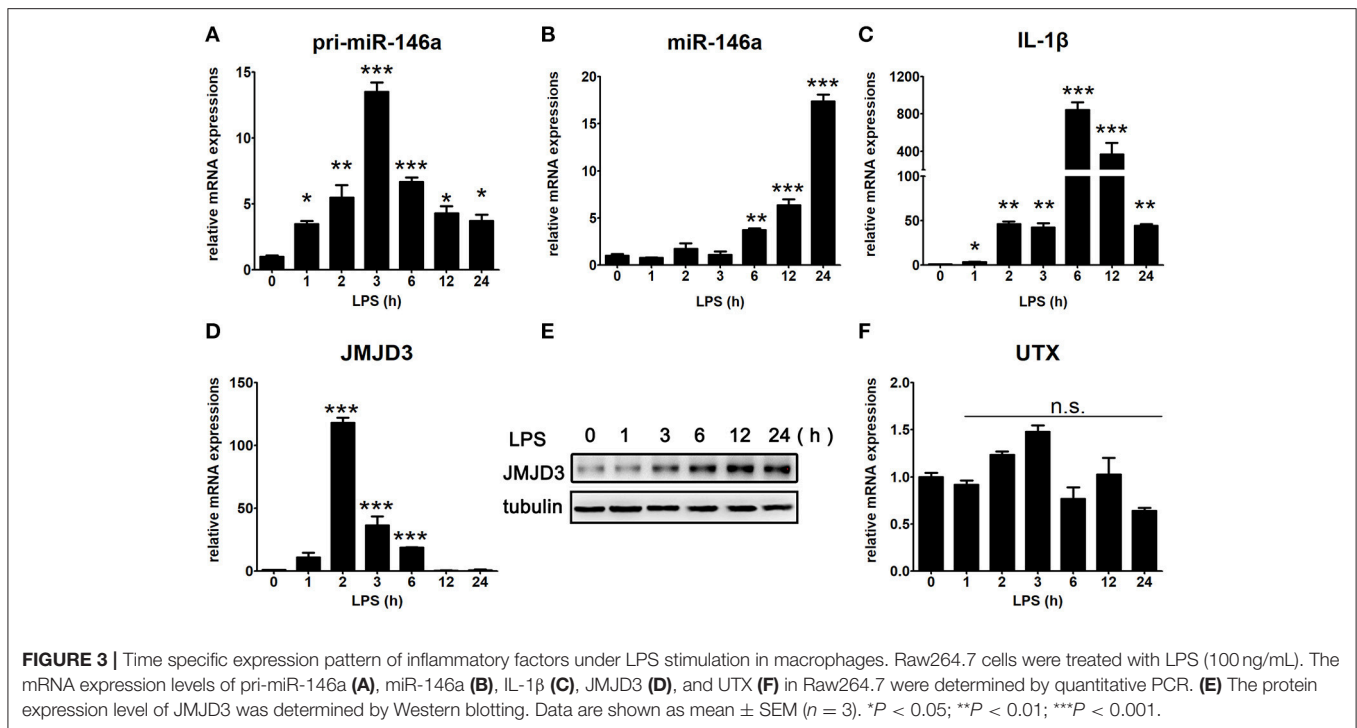 A
pri-miR-146a
relative mRNA expressions
15
10
5
0
*
**
***
***
*
*
0 1 2 3 6 12 24
LPS (h)
B
miR-146a
relative mRNA expressions
20
15
10
5
0
**
***
***
0 1 2 3 6 12 24
LPS (h)
C
IL-1β
relative mRNA expressions
1200
800
400
100
50
0
*
**
**
***
***
**
0 1 2 3 6 12 24
LPS (h)
D
JMJD3
relative mRNA expressions
150
100
50
0
***
***
***
0 1 2 3 6 12 24
LPS (h)
E
LPS 0 1 3 6 12 24 ( h )
JMJD3
tubulin
F
UTX
relative mRNA expressions
2.0
1.5
1.0
0.5
0.0
n.s.
0 1 2 3 6 12 24
LPS (h)
FIGURE 3 | Time specific expression pattern of inflammatory factors under LPS stimulation in macrophages. Raw264.7 cells were treated with LPS (100 ng/mL). The
mRNA expression levels of pri-miR-146a (A), miR-146a (B), IL-1β (C), JMJD3 (D), and UTX (F) in Raw264.7 were determined by quantitative PCR. (E) The protein
expression level of JMJD3 was determined by Western blotting. Data are shown as mean ± SEM (n = 3). *P < 0.05; **P < 0.01; ***P < 0.001.